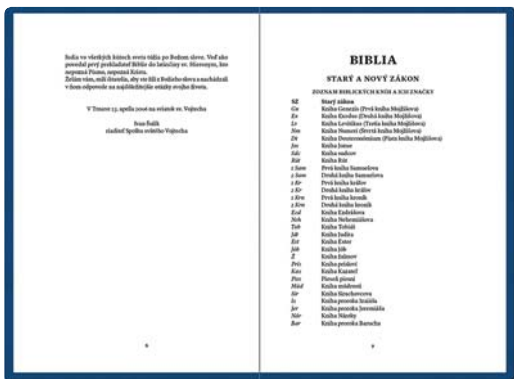 ľudia vo všetkých kútoch sveta túžia po Božom slove. Veď ako
povedal prvý prekladateľ Biblie do latinčiny sv. Hieronym, kto
nepozná Písmo, nepozná Krista.
Želám vám, milí čitatelia, aby ste žili z Božieho slova a nachádzali
v ňom odpovede na najdôležitejšie otázky svojho života.
V Trnave 23. apríla 2006 na sviatok sv. Vojtecha
Ivan Šulík
riaditeľ Spolku svätého Vojtecha
6
BIBLIA
STARÝ A NOVÝ ZÁKON
ZOZNAM BIBLICKÝCH KNÍH A ICH ZNAČKY
SZ Starý zákon
Gn Kniha Genezis (Prvá kniha Mojžišova)
Ex Kniha Exodus (Druhá kniha Mojžišova)
Lv Kniha Levitikus (Tretia kniha Mojžišova)
Nm Kniha Numeri (Štvrtá kniha Mojžišova)
Dt Kniha Deuteronómium (Piata kniha Mojžišova)
Joz Kniha Jozue
Sdc Kniha sudcov
Rút Kniha Rút
1 Sam Prvá kniha Samuelova
2 Sam Druhá kniha Samuelova
1 Kr Prvá kniha kráľov
2 Kr Druhá kniha kráľov
1 Krn Prvá kniha kroník
2 Krn Druhá kniha kroník
Ezd Kniha Ezdrášova
Neh Kniha Nehemiášova
Tob Kniha Tobiáš
Jdt Kniha Judita
Est Kniha Ester
Jób Kniha Jób
Ž Kniha žalmov
Prís Kniha prísloví
Kaz Kniha Kazateľ
Pies Pieseň piesní
Múd Kniha múdrosti
Sir Kniha Sirachovcova
Iz Kniha proroka Izaiáša
Jer Kniha proroka Jeremiáša
Nár Kniha Náreky
Bar Kniha proroka Barucha